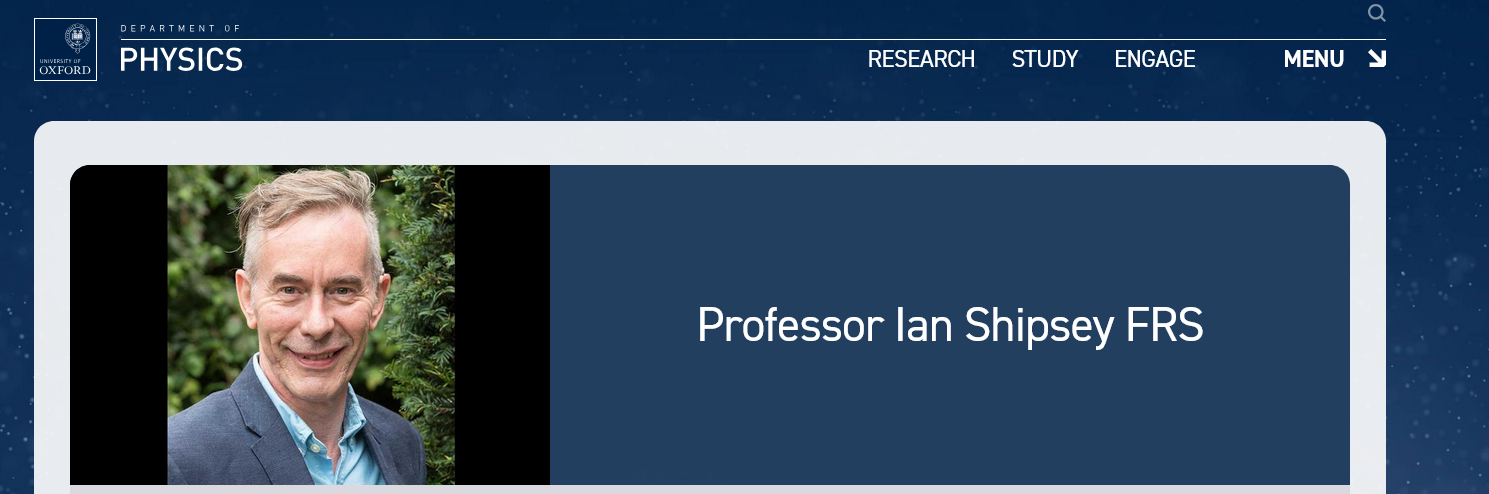 DEPARTMENT OF
PHYSICS
UNIVERSITY OF
OXFORD
RESEARCH STUDY ENGAGE MENU
Professor Ian Shipsey FRS